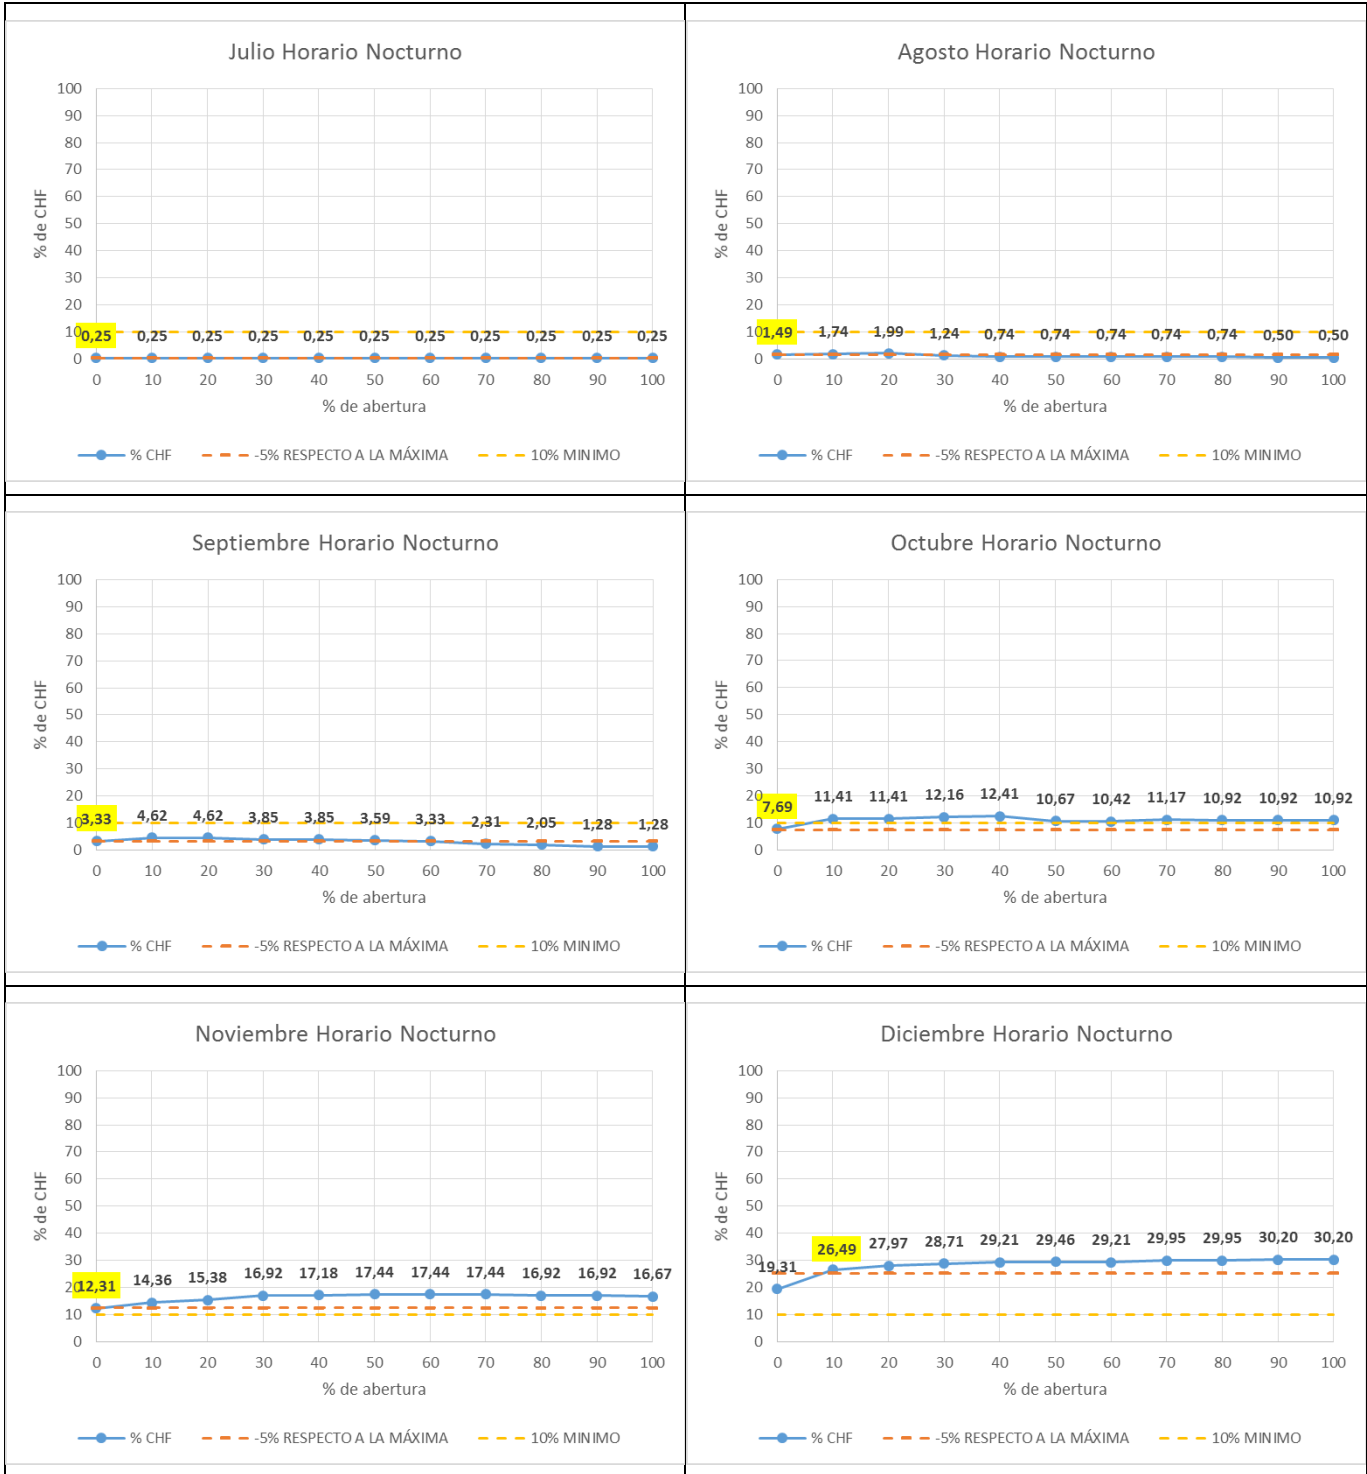 Julio Horario Nocturno
100
90
80
70
60
50
40
30
20
10
0
% de CHF
0,25 0,25 0,25 0,25 0,25 0,25 0,25 0,25 0,25 0,25 0,25
0 10 20 30 40 50 60 70 80 90 100
% de abertura
% CHF -5% RESPECTO A LA MÁXIMA 10% MINIMO
Agosto Horario Nocturno
100
90
80
70
60
50
40
30
20
10
0
% de CHF
1,49 1,74 1,99 1,24 0,74 0,74 0,74 0,74 0,74 0,50 0,50
0 10 20 30 40 50 60 70 80 90 100
% de abertura
% CHF -5% RESPECTO A LA MÁXIMA 10% MINIMO
Septiembre Horario Nocturno
100
90
80
70
60
50
40
30
20
10
0
% de CHF
3,33 4,62 4,62 3,85 3,85 3,59 3,33 2,31 2,05 1,28 1,28
0 10 20 30 40 50 60 70 80 90 100
% de abertura
% CHF -5% RESPECTO A LA MÁXIMA 10% MINIMO
Octubre Horario Nocturno
100
90
80
70
60
50
40
30
20
10
0
% de CHF
7,69 11,41 11,41 12,16 12,41 10,67 10,42 11,17 10,92 10,92 10,92
0 10 20 30 40 50 60 70 80 90 100
% de abertura
% CHF -5% RESPECTO A LA MÁXIMA 10% MINIMO
Noviembre Horario Nocturno
100
90
80
70
60
50
40
30
20
10
0
% de CHF
12,31 14,36 15,38 16,92 17,18 17,44 17,44 17,44 16,92 16,92 16,67
0 10 20 30 40 50 60 70 80 90 100
% de abertura
% CHF -5% RESPECTO A LA MÁXIMA 10% MINIMO
Diciembre Horario Nocturno
100
90
80
70
60
50
40
30
20
10
0
% de CHF
19,31 26,49 27,97 28,71 29,21 29,46 29,21 29,95 29,95 30,20 30,20
0 10 20 30 40 50 60 70 80 90 100
% de abertura
% CHF -5% RESPECTO A LA MÁXIMA 10% MINIMO